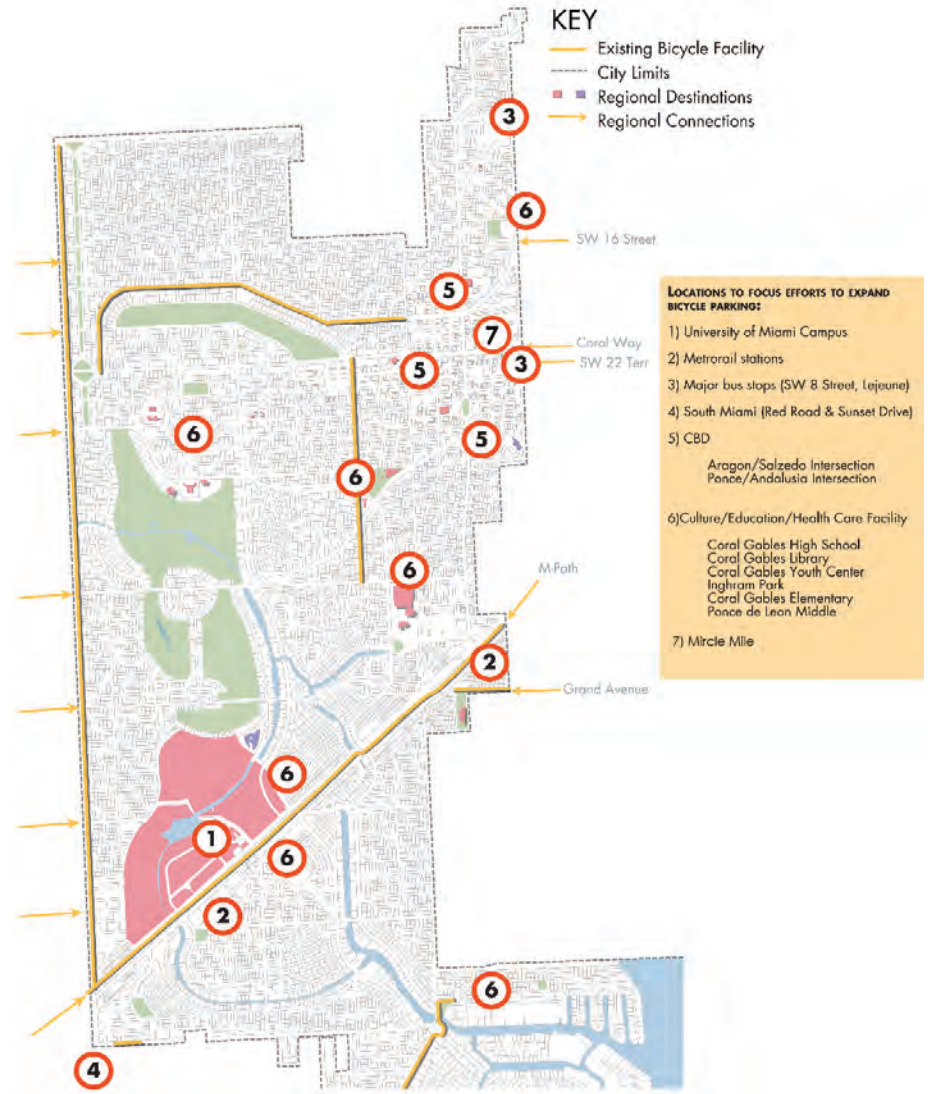 KEY
Existing Bicycle Facility
City Limits
Regional Destinations
Regional Connections
3
6
SW 16 Street
5
7
Coral Way
3
SW 22 Terr
5
6
5
6
6
M-Path
2
Grand Avenue
6
1
6
2
6
4
LOCATIONS TO FOCUS EFFORTS TO EXPAND
BICYCLE PARKING:
1) University of Miami Campus
2) Metrorail stations
3) Major bus stops (SW 8 Street, Lejeune)
4) South Miami (Red Road & Sunset Drive)
5) CBD
Aragon/Salzedo Intersection
Ponce/Andalusia Intersection
6)Culture/Education/Health Care Facility
Coral Gables High School
Coral Gables Library
Coral Gables Youth Center
Inghram Park
Coral Gables Elementary
Ponce de Leon Middle
7) Mircle Mile